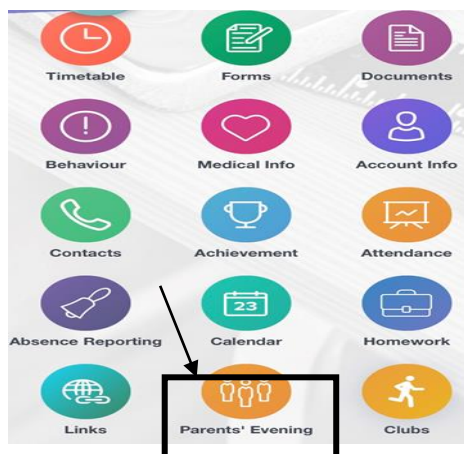 Timetable Forms Documents
Behaviour Medical Info Account Info
Contacts Achievement Attendance
23
Absence Reporting Calendar Homework
Links Parents' Evening Clubs